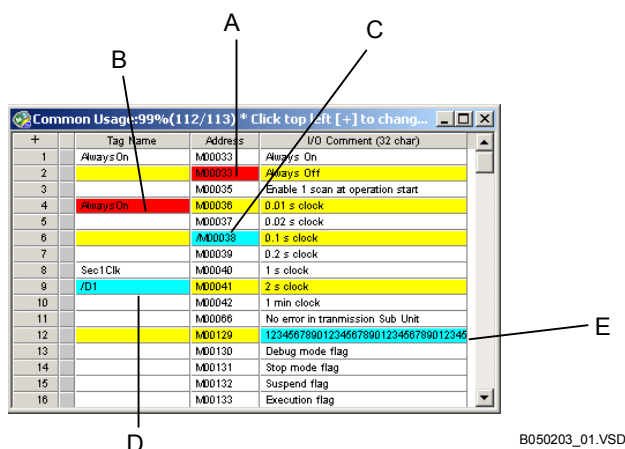 A
C
B
Common Usage:99%(112/113) * Click top left [+] to chang...
+ Tag Name Address I/O Comment (32 char)
1 AlwaysOn M00033 Always On
2 M00033 Always Off
3 M00035 Enable 1 scan at operation start
4 AlwaysOn M00036 0.01 s clock
5 M00037 0.02 s clock
6 /M00038 0.1 s clock
7 M00039 0.2 s clock
8 Sec1Clk M00040 1 s clock
9 /D1 M00041 2 s clock
10 M00042 1 min clock
11 M00066 No error in tranmission Sub Unit
12 M00129 12345678901234567890123456789012345
13 M00130 Debug mode flag
14 M00131 Stop mode flag
15 M00132 Suspend flag
16 M00133 Execution flag
E
D
B050203_01.VSD